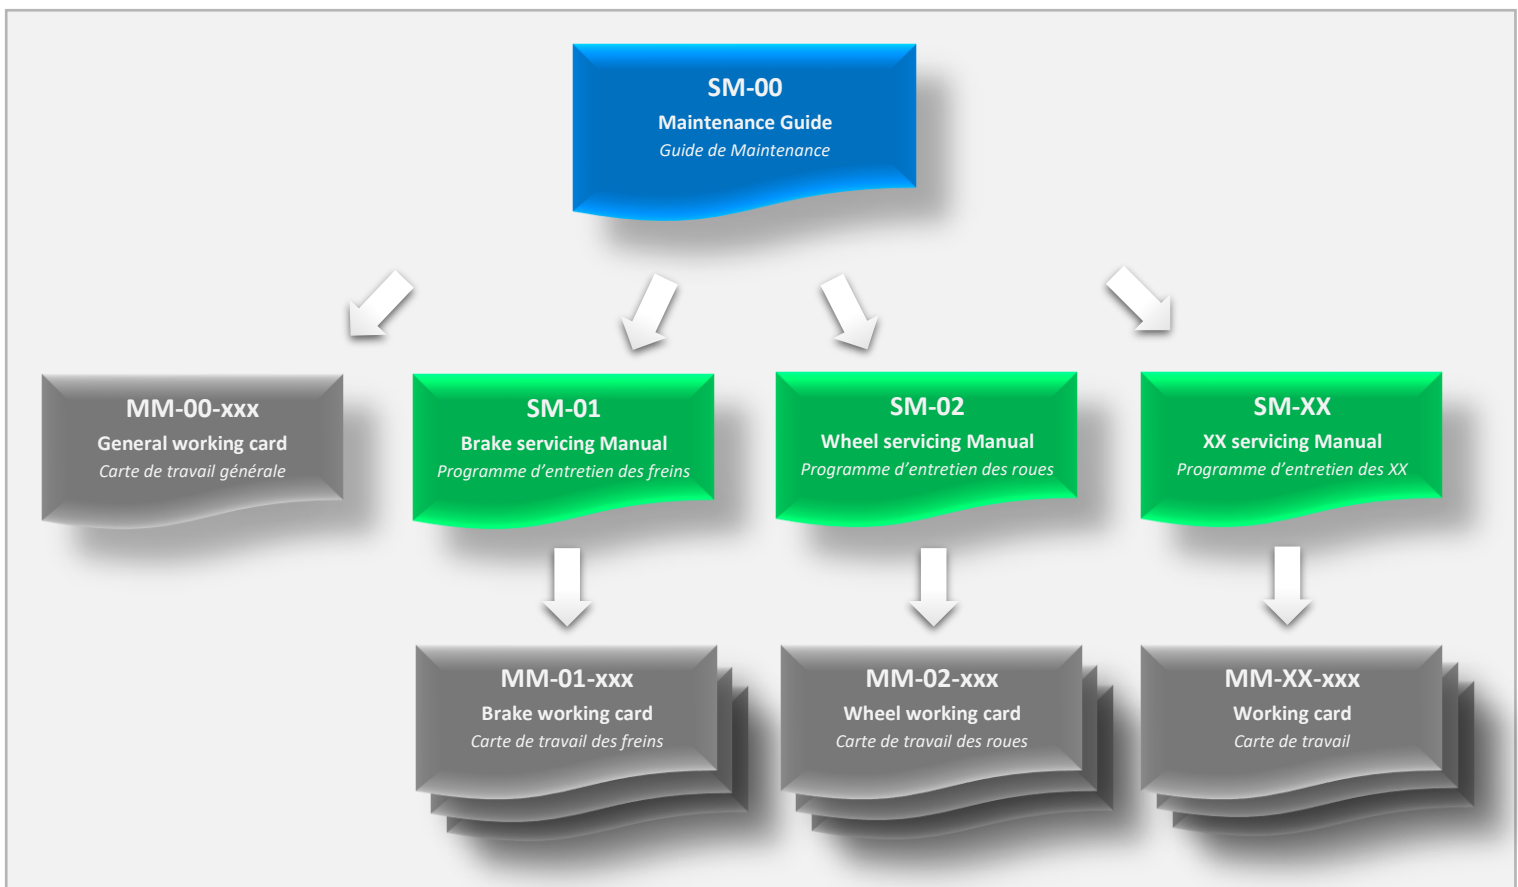 SM-00
Maintenance Guide
Guide de Maintenance
MM-00-xxx
General working card
Carte de travail générale
SM-01
Brake servicing Manual
Programme d'entretien des freins
SM-02
Wheel servicing Manual
Programme d'entretien des roues
SM-XX
XX servicing Manual
Programme d'entretien des XX
MM-01-xxx
Brake working card
Carte de travail des freins
MM-02-xxx
Wheel working card
Carte de travail des roues
MM-XX-xxx
Working card
Carte de travail